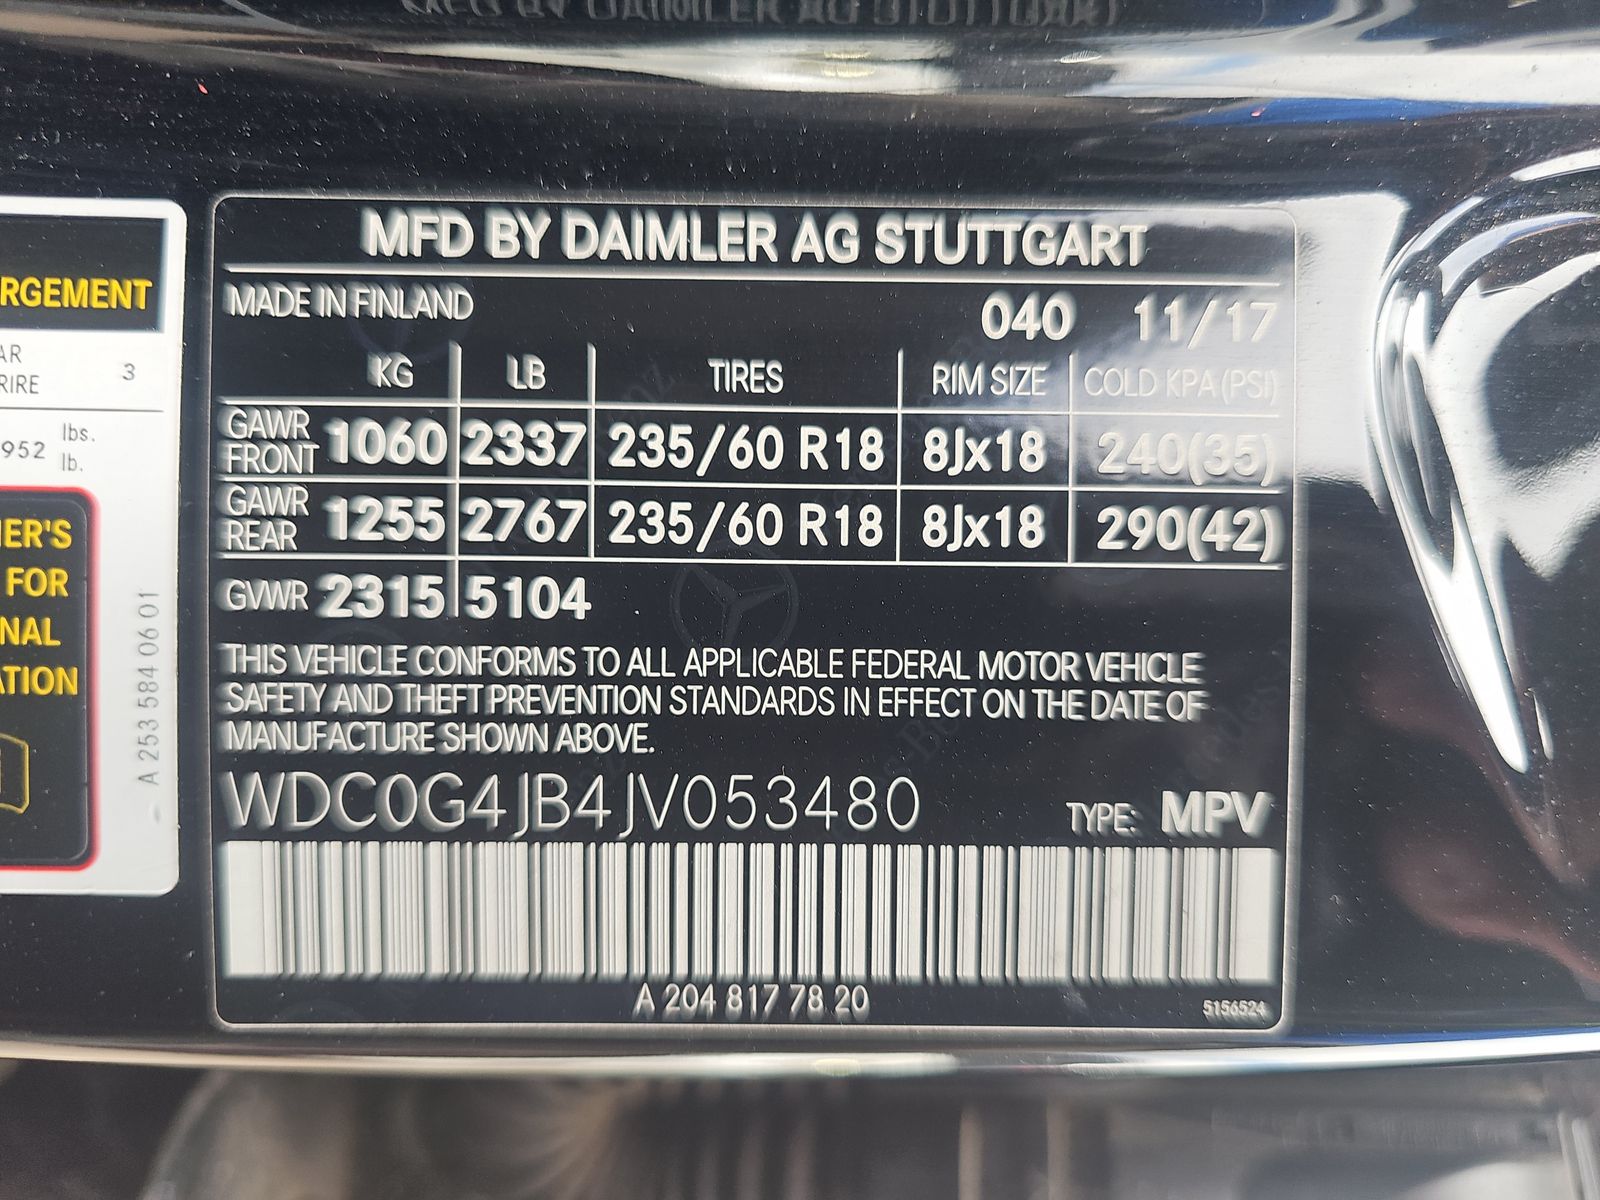 MFD BY DAIMLER AG STUTTGART
MADE IN FINLAND 040 11/17
KG LB TIRES RIM SIZE COLD KPA (PSI)
GAWR FRONT 1060 2337 235/60 R18 8Jx18 240(35)
GAWR REAR 1255 2767 235/60 R18 8Jx18 290(42)
GVWR 2315 5104
THIS VEHICLE CONFORMS TO ALL APPLICABLE FEDERAL MOTOR VEHICLE
SAFETY AND THEFT PREVENTION STANDARDS IN EFFECT ON THE DATE OF
MANUFACTURE SHOWN ABOVE.
WDC0G4JB4JV053480 TYPE: MPV
A 204 817 78 20 5156524
RGEMENT
AR
RIRE 3
952 lbs.
lb.
ER'S
FOR
NAL
ATION
A 253 584 06 01